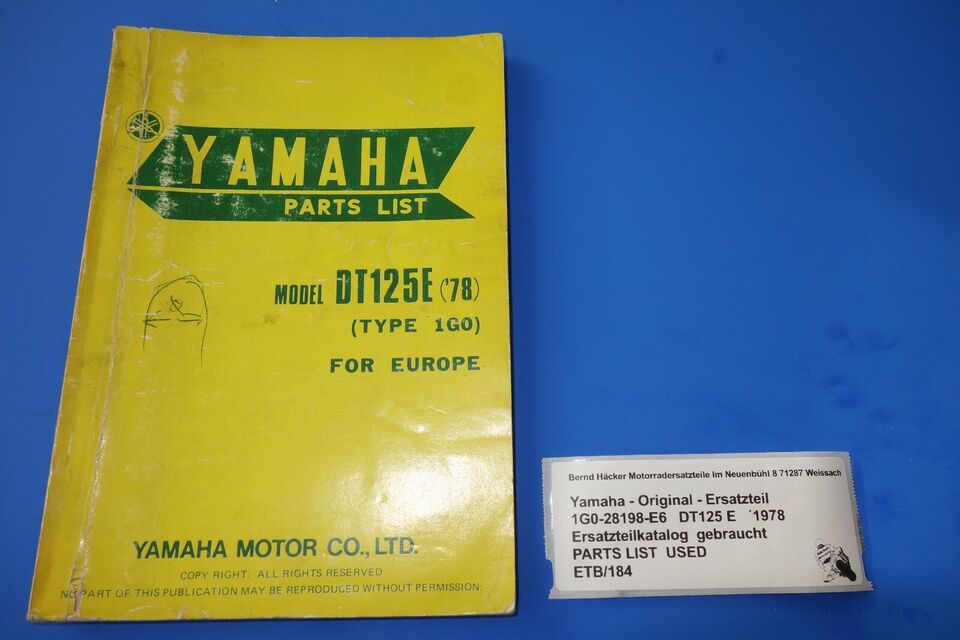 YAMAHA
PARTS LIST
MODEL DT125E ('78)
(TYPE 1G0)
FOR EUROPE
YAMAHA MOTOR CO., LTD.
COPY RIGHT: ALL RIGHTS RESERVED
NO PART OF THIS PUBLICATION MAY BE REPRODUCED WITHOUT PERMISSION.
Bernd Häcker Motorradersatzteile Im Neuenbühl 8 71287 Weissach
Yamaha - Original - Ersatzteil
1G0-28198-E6 DT125 E ´1978
Ersatzteilkatalog gebraucht
PARTS LIST USED
ETB/184